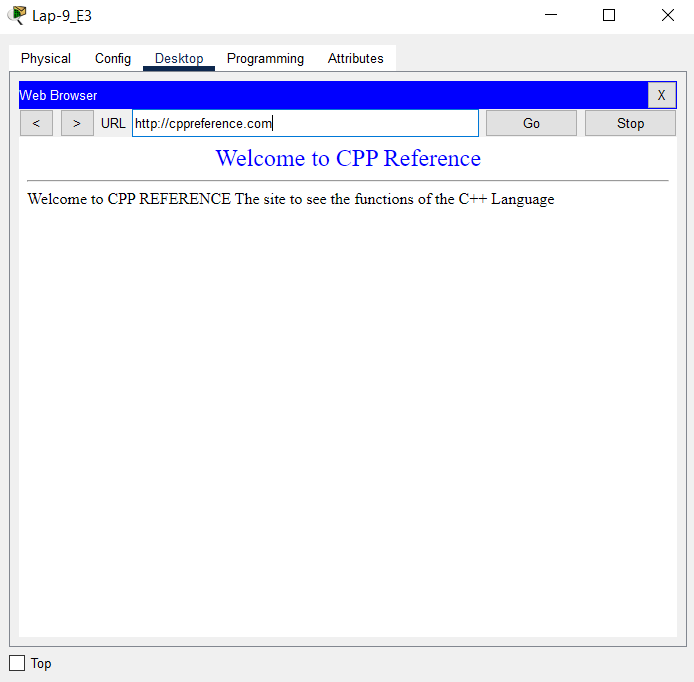 Lap-9_E3
Physical Config Desktop Programming Attributes
Web Browser X
< > URL http://cppreference.com Go Stop
Welcome to CPP Reference
Welcome to CPP REFERENCE The site to see the functions of the C++ Language
Top